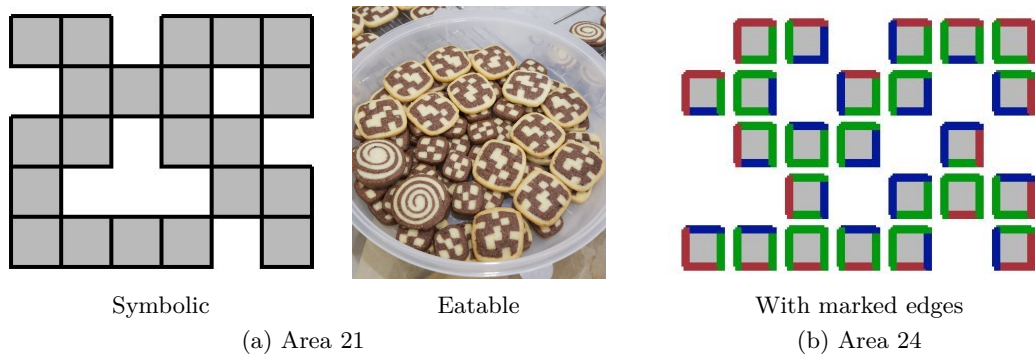 Symbolic
Eatable
With marked edges
(a) Area 21
(b) Area 24